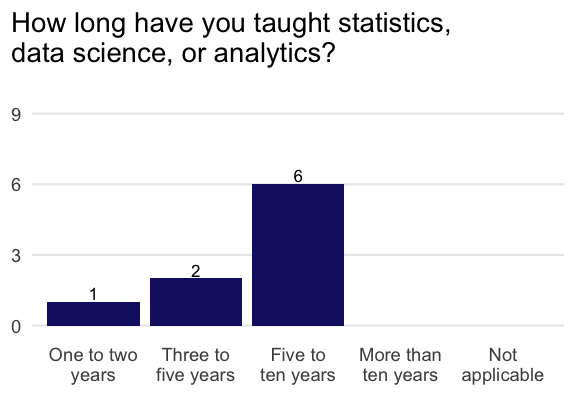 How long have you taught statistics,
data science, or analytics?
9
6
3
0
1
2
6
One to two
years
Three to
five years
Five to
ten years
More than
ten years
Not
applicable